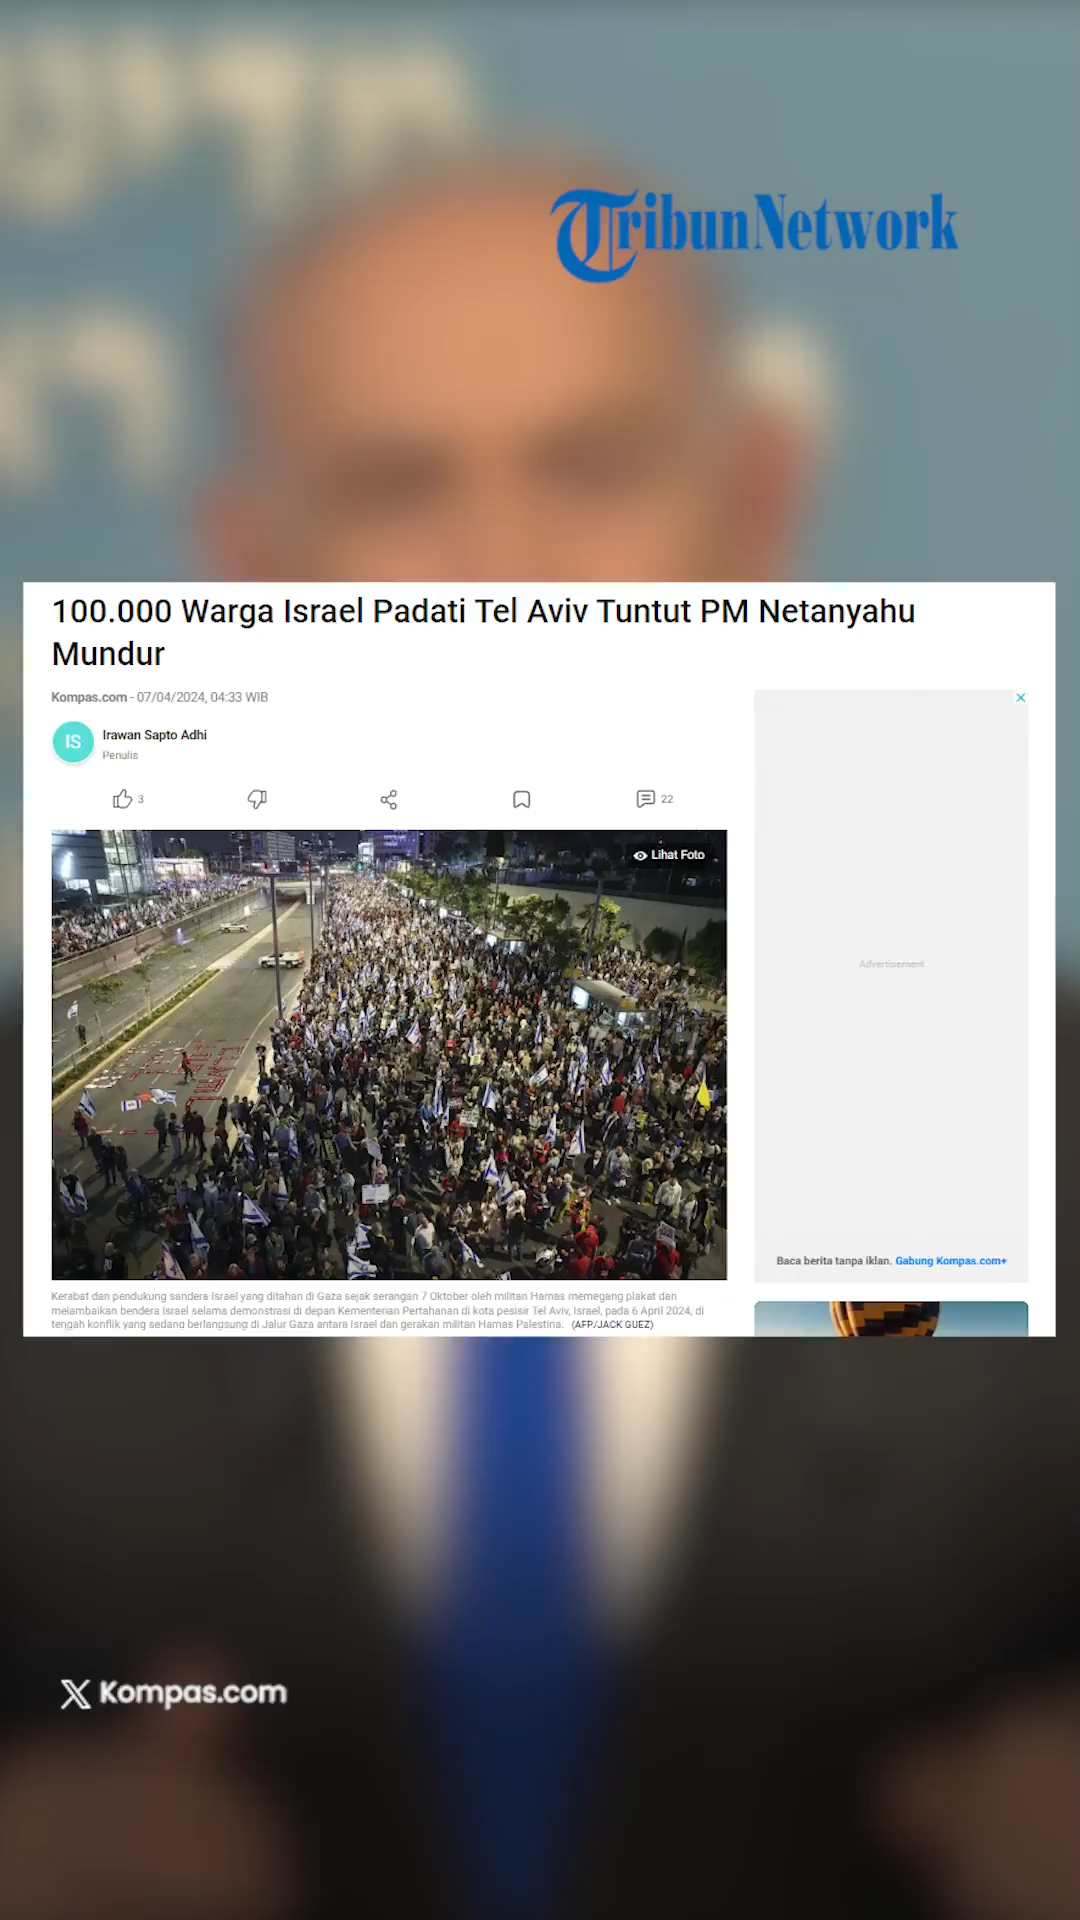 TribunNetwork
100.000 Warga Israel Padati Tel Aviv Tuntut PM Netanyahu
Mundur
Kompas.com - 07/04/2024, 04:33 WIB
IS
Irawan Sapto Adhi
Penulis
3
22
Lihat Foto
Advertisement
Baca berita tanpa iklan. Gabung Kompas.com+
Kerabat dan pendukung sandera Israel yang ditahan di Gaza sejak serangan 7 Oktober oleh militan Hamas memegang plakat dan
melambaikan bendera Israel selama demonstrasi di depan Kementerian Pertahanan di kota pesisir Tel Aviv, Israel, pada 6 April 2024, di
tengah konflik yang sedang berlangsung di Jalur Gaza antara Israel dan gerakan militan Hamas Palestina. (AFP/JACK GUEZ)
X Kompas.com